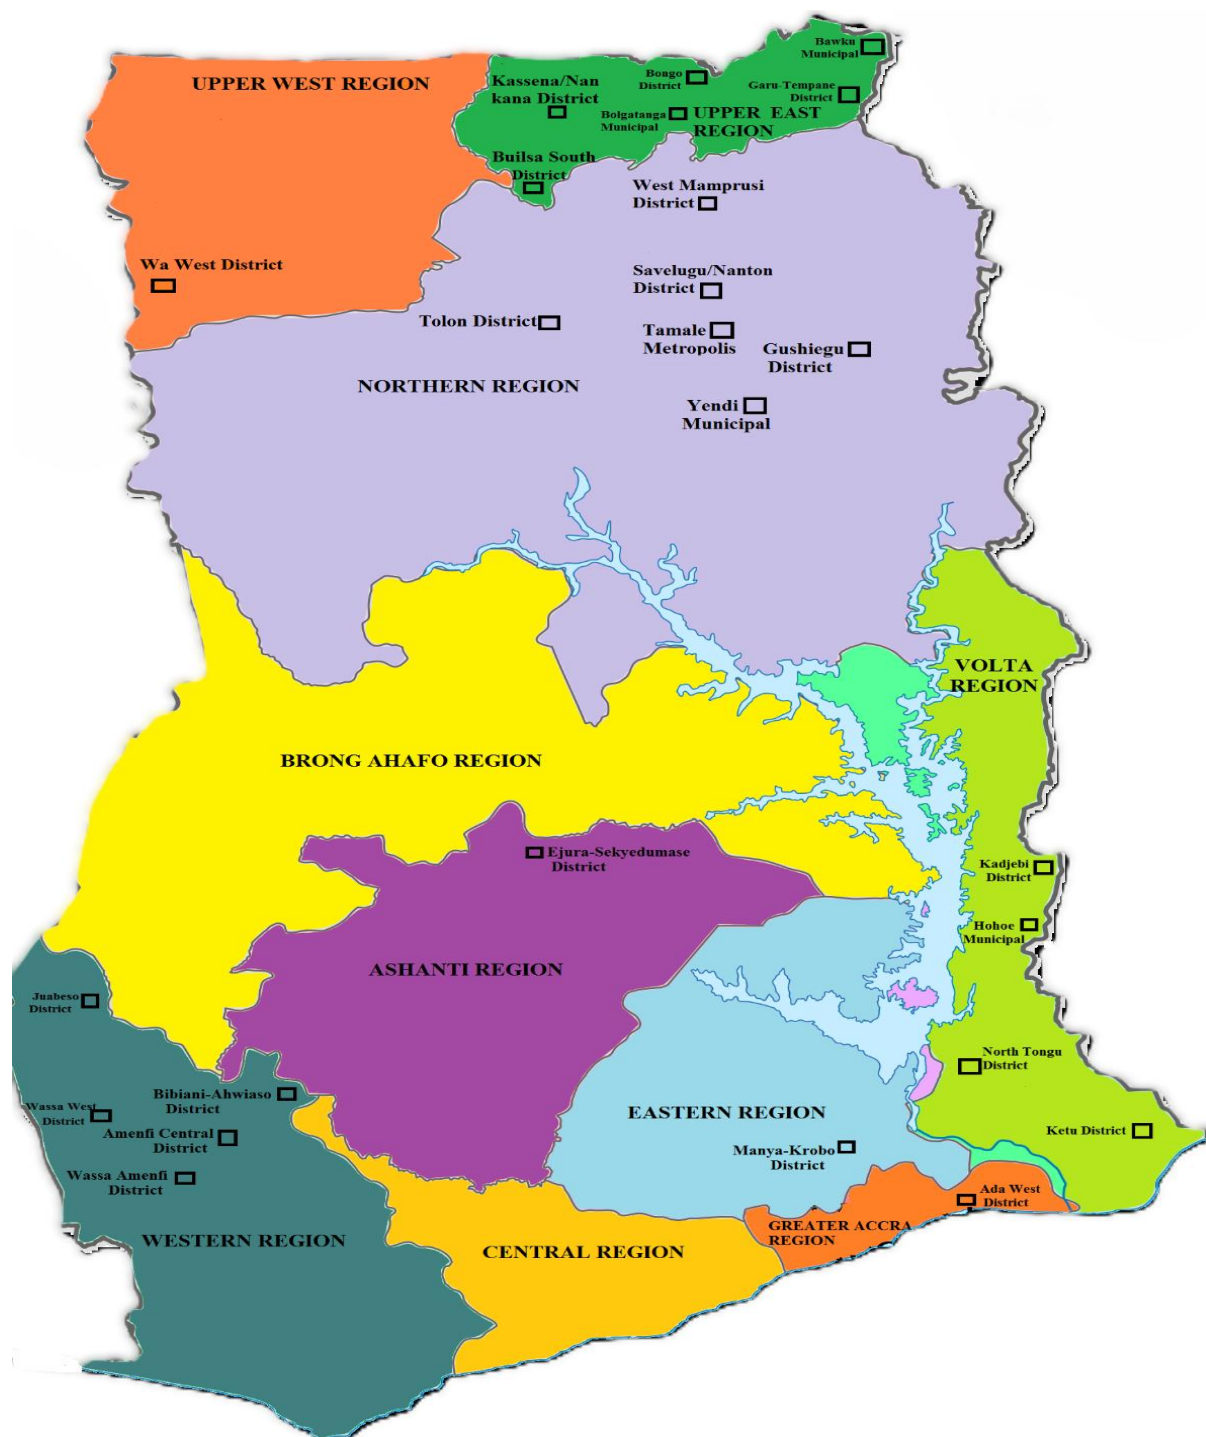 Bawku
Municipal
UPPER WEST REGION
Kassena/Nan
kana District
Bongo
District
Garu-Tempane
District
Bolgatanga
Municipal
UPPER EAST
REGION
Builsa South
District
West Mamprusi
District
Wa West District
Savelugu/Nanton
District
Tolon District
Tamale
Metropolis
Gushiegu
District
NORTHERN REGION
Yendi
Municipal
VOLTA
REGION
BRONG AHAFO REGION
Ejura-Sekyedumase
District
Kadjebi
District
Hohoe
Municipal
ASHANTI REGION
Juabeso
District
North Tongu
District
Bibiani-Ahwiaso
District
Wassa West
District
EASTERN REGION
Ketu District
Amenfi Central
District
Manya-Krobo
District
Wassa Amenfi
District
Ada West
District
GREATER ACCRA
REGION
WESTERN REGION
CENTRAL REGION